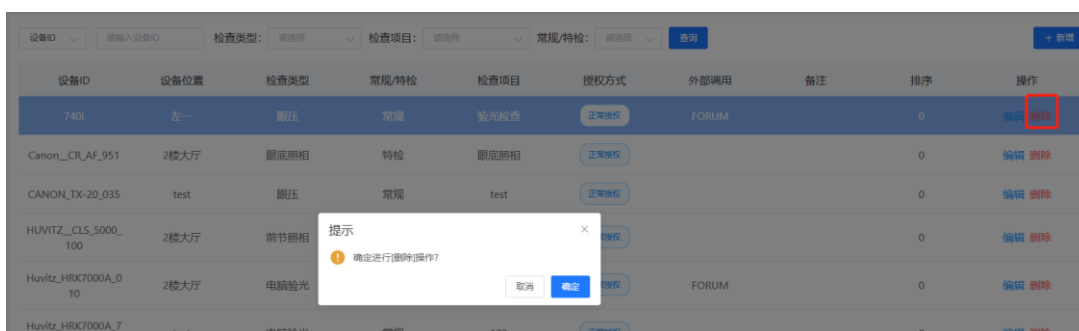 设备ID 请输入设备ID 检查类型： 请选择 检查项目： 请选择 常规/特检： 请选择 查询 + 新增
设备ID 设备位置 检查类型 常规/特检 检查项目 授权方式 外部调用 备注 排序 操作
740i 左一 眼压 常规 验光检查 正常授权 FORUM 0 编辑 删除
Canon__CR_AF_951 2楼大厅 眼底照相 特检 眼底照相 正常授权 0 编辑 删除
CANON_TX-20_035 test 眼压 常规 test 正常授权 0 编辑 删除
HUVITZ__CLS_5000_
100 2楼大厅 前节照相 常授权 0 编辑 删除
提示
确定进行[删除]操作?
Huvitz_HRK7000A_0
10 2楼大厅 电脑验光 常授权 FORUM 0 编辑 删除
取消 确定
Huvitz_HRK7000A_7